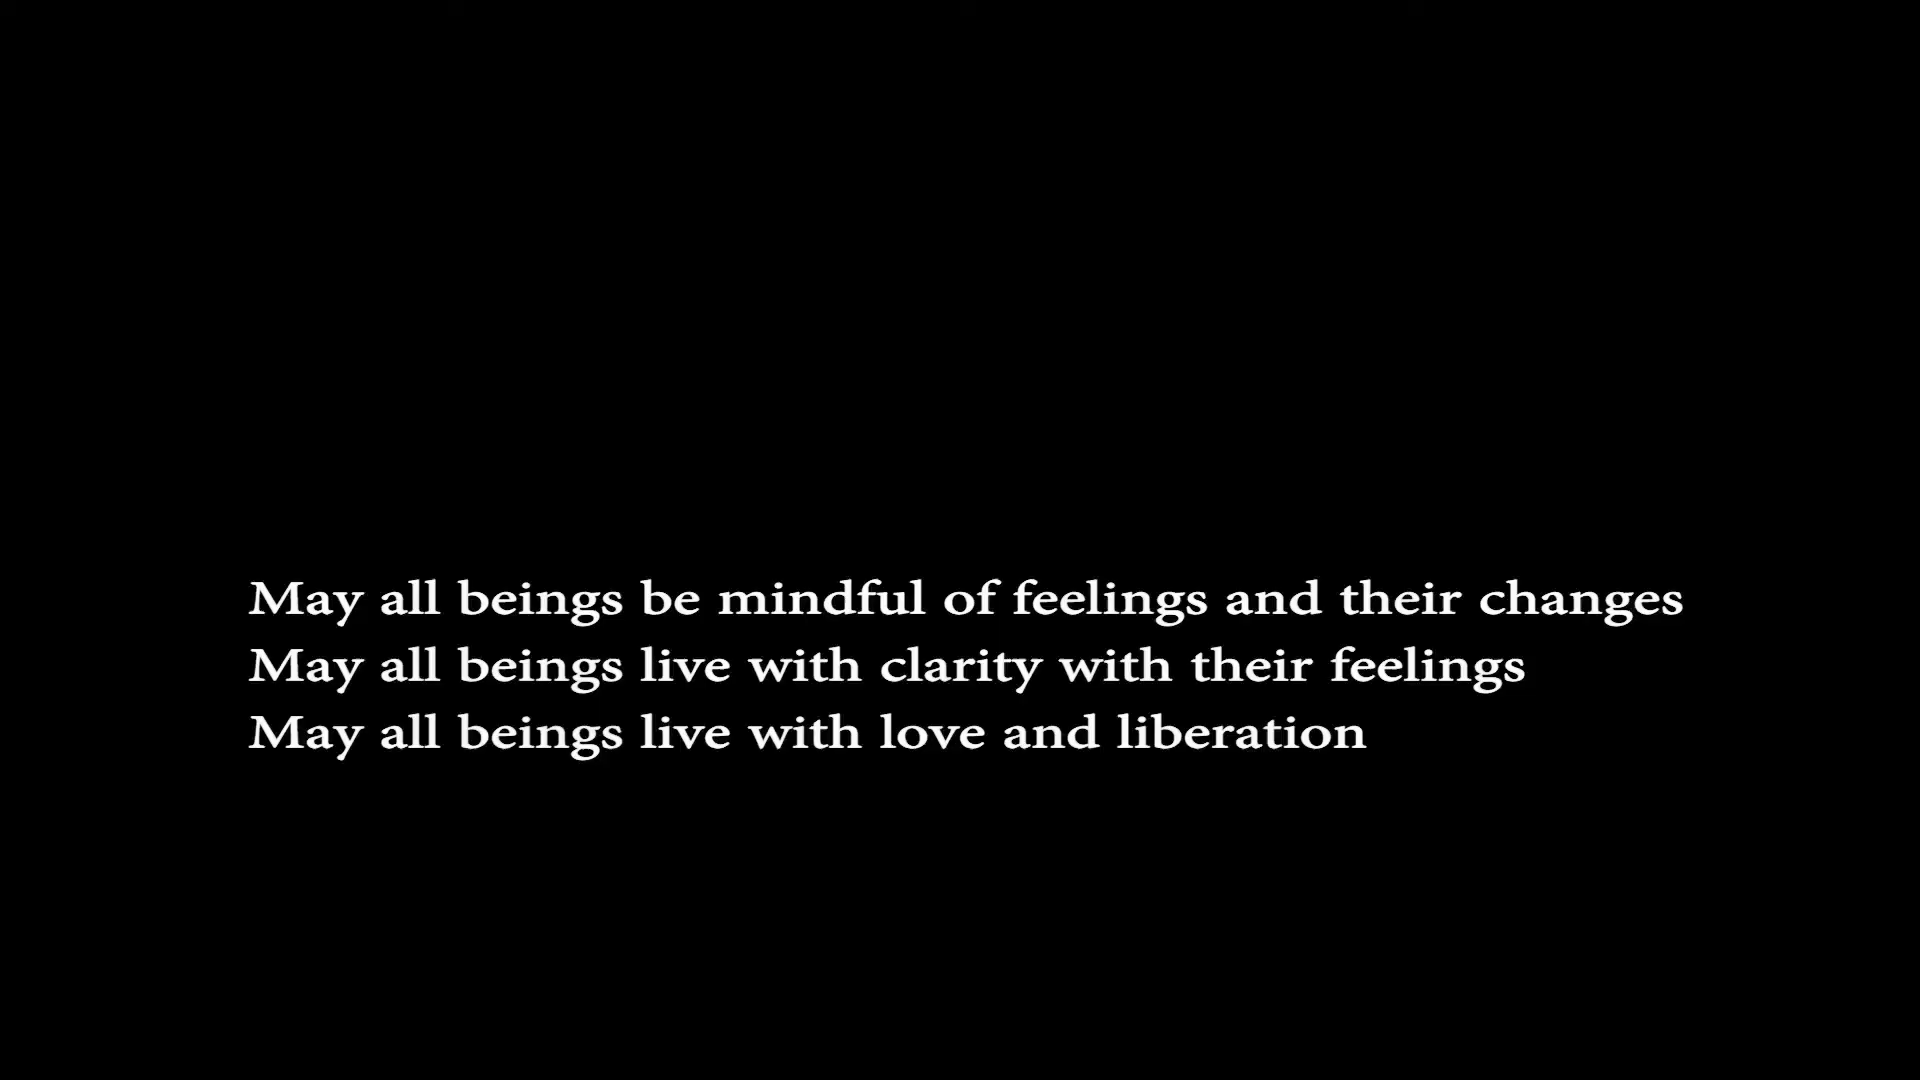 May all beings be mindful of feelings and their changes
May all beings live with clarity with their feelings
May all beings live with love and liberation